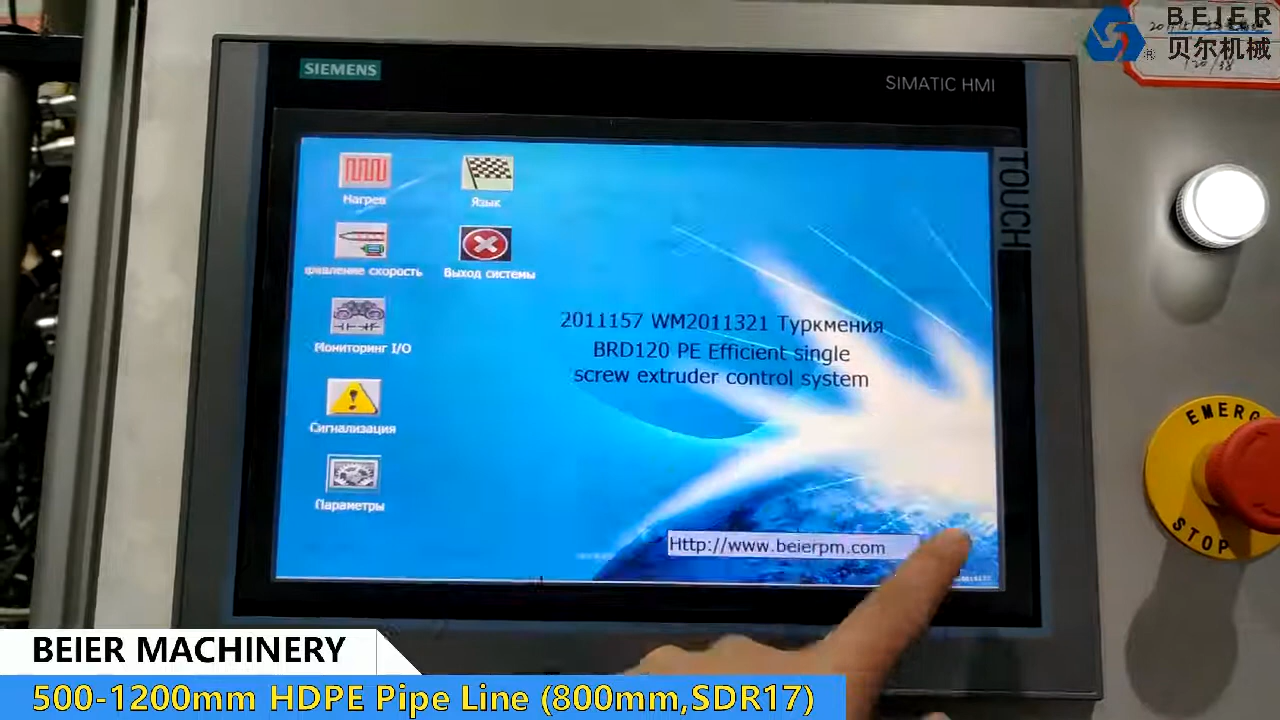 BEIER
贝尔机械
SIEMENS
SIMATIC HMI
TOUCH
Нагрев
Язык
скорость
Выход системы
Мониторинг I/O
Сигнализация
Параметры
2011157 WM2011321 Туркмения
BRD120 PE Efficient single
screw extruder control system
Http://www.beierpm.com
EMERG
STOP
BEIER MACHINERY
500-1200mm HDPE Pipe Line (800mm,SDR17)